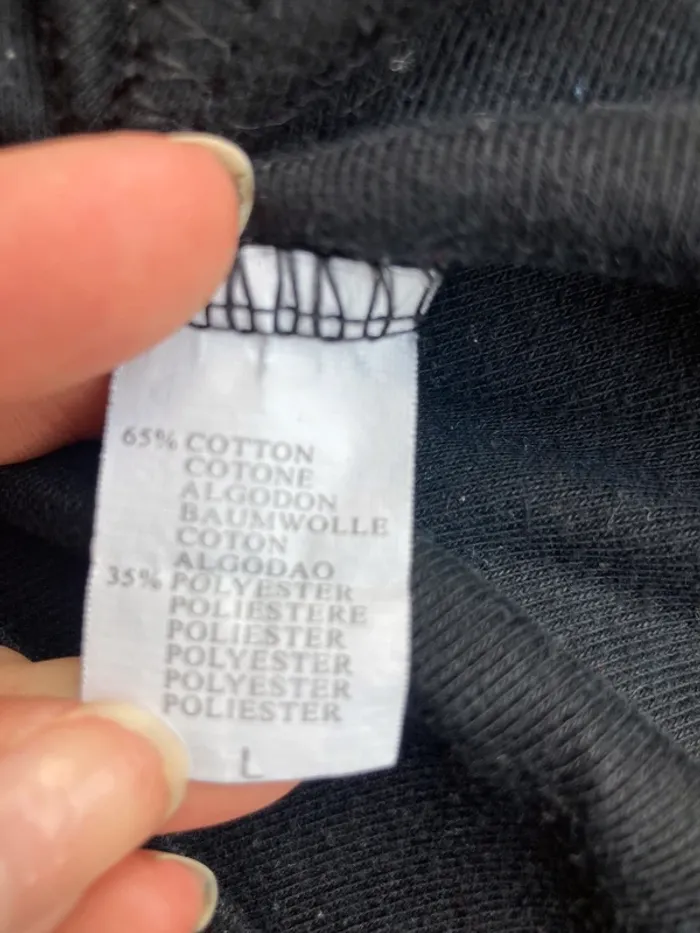 65% COTTON
COTONE
ALGODON
BAUMWOLLE
COTON
ALGODAO
35% POLYESTER
POLIESTERE
POLIESTER
POLYESTER
POLYESTER
POLIESTER
L